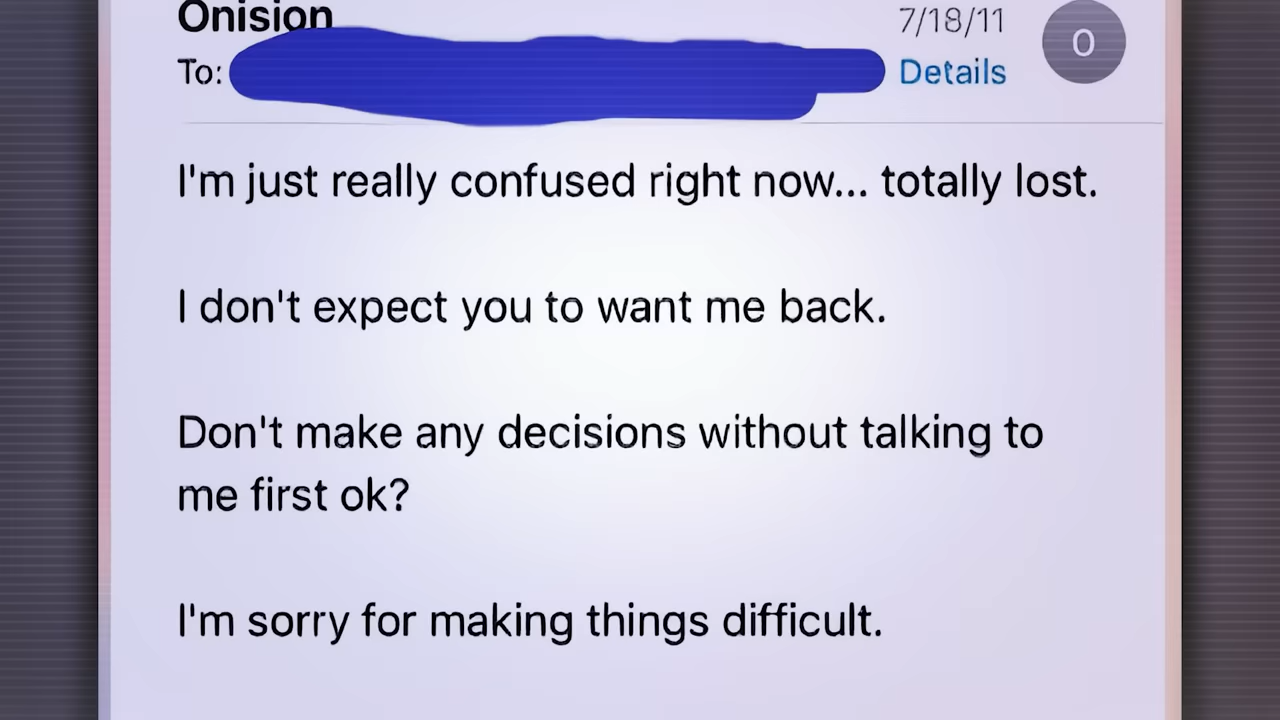 Onision
7/18/11
O
To:
Details
I'm just really confused right now... totally lost.
I don't expect you to want me back.
Don't make any decisions without talking to
me first ok?
I'm sorry for making things difficult.